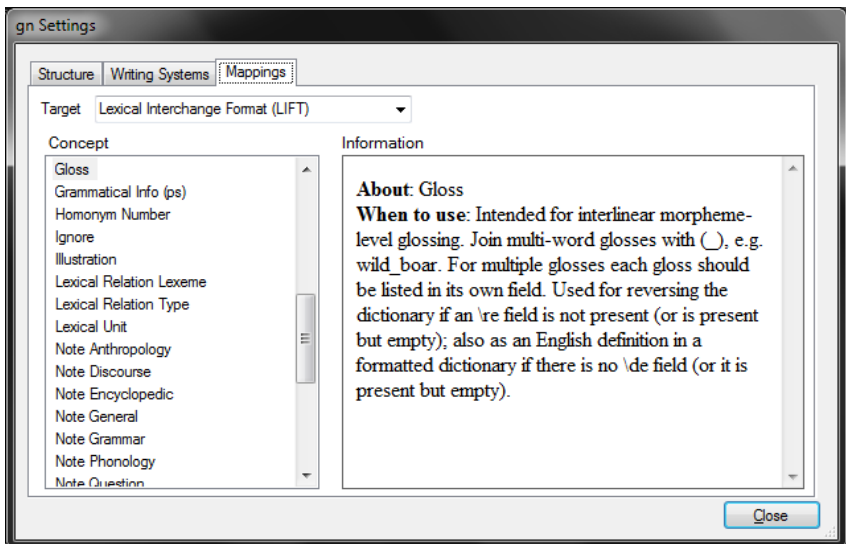 gn Settings
Structure Writing Systems Mappings
Target Lexical Interchange Format (LIFT)
Concept
Gloss
Grammatical Info (ps)
Homonym Number
Ignore
Illustration
Lexical Relation Lexeme
Lexical Relation Type
Lexical Unit
Note Anthropology
Note Discourse
Note Encyclopedic
Note General
Note Grammar
Note Phonology
Note Question
Information
About: Gloss
When to use: Intended for interlinear morpheme-
level glossing. Join multi-word glosses with (_), e.g.
wild_boar. For multiple glosses each gloss should
be listed in its own field. Used for reversing the
dictionary if an \re field is not present (or is present
but empty); also as an English definition in a
formatted dictionary if there is no \de field (or it is
present but empty).
Close